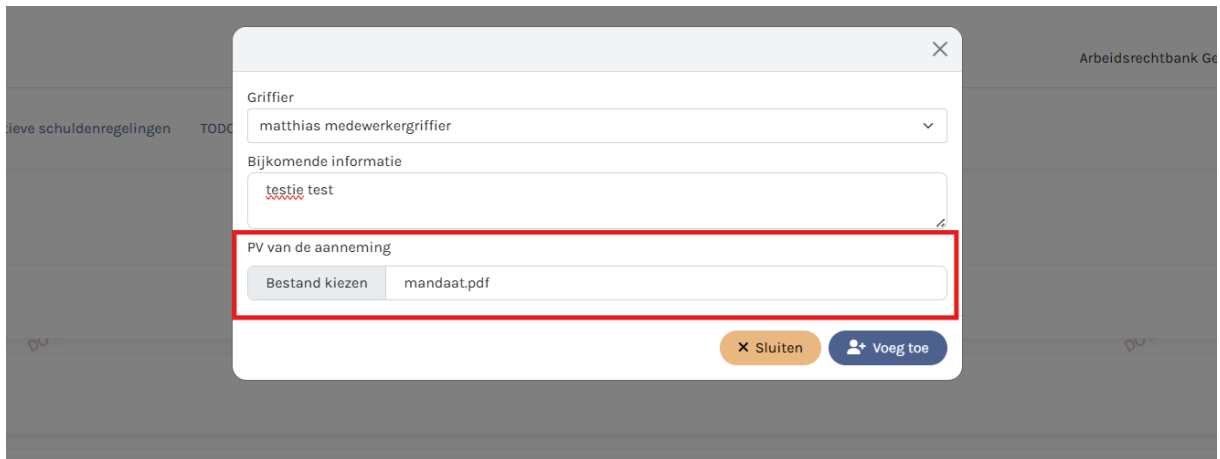 Arbeidsrechtbank Ge
Griffier
tieve schuldenregelingen TODO
matthias medewerkergriffier
Bijkomende informatie
testie test
PV van de aanneming
Bestand kiezen mandaat.pdf
× Sluiten Voeg toe